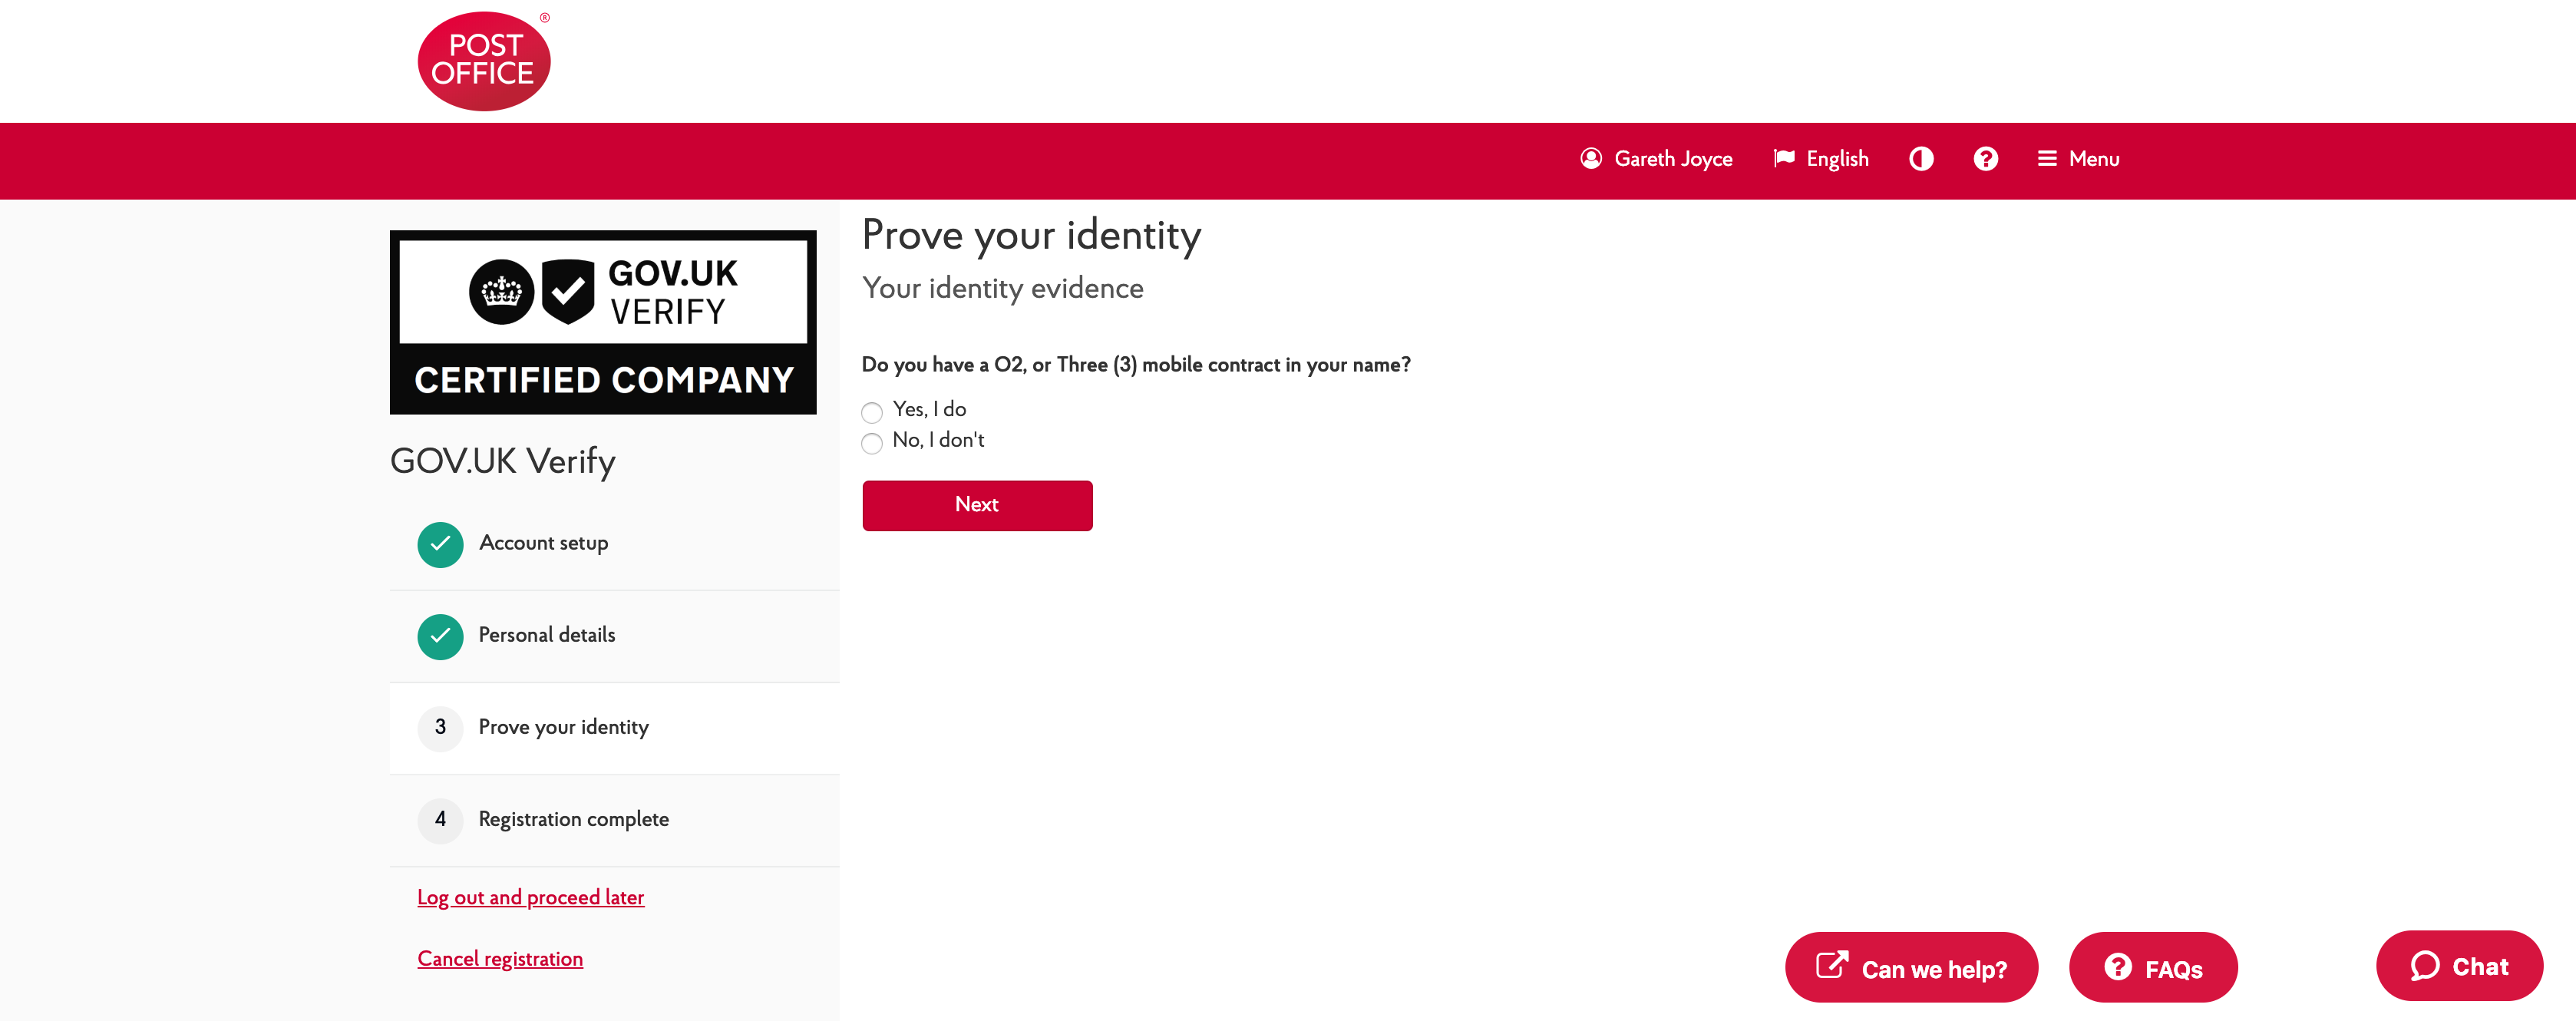 POST
OFFICE
®
Gareth Joyce
English
Menu
GOV.UK
VERIFY
CERTIFIED COMPANY
GOV.UK Verify
Account setup
Personal details
3 Prove your identity
4 Registration complete
Log out and proceed later
Cancel registration
Prove your identity
Your identity evidence
Do you have a O2, or Three (3) mobile contract in your name?
Yes, I do
No, I don't
Next
Can we help?
FAQs
Chat